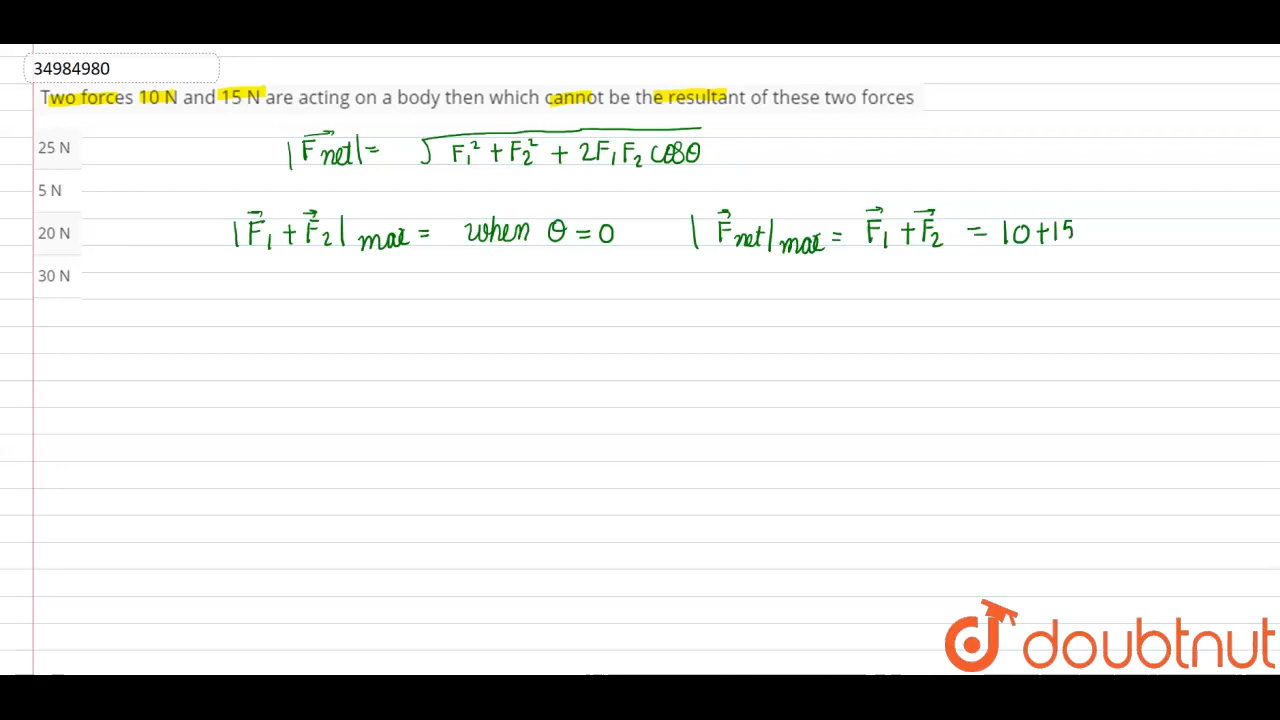 34984980
Two forces 10 N and 15 N are acting on a body then which cannot be the resultant of these two forces
25 N
|F⃗ net| = √F₁² + F₂² + 2F₁F₂ cosθ
5 N
20 N
|F⃗₁ + F⃗₂| max = when θ = 0 |F⃗ net| max = F⃗₁ + F⃗₂ = 10+15
30 N
doubtnut